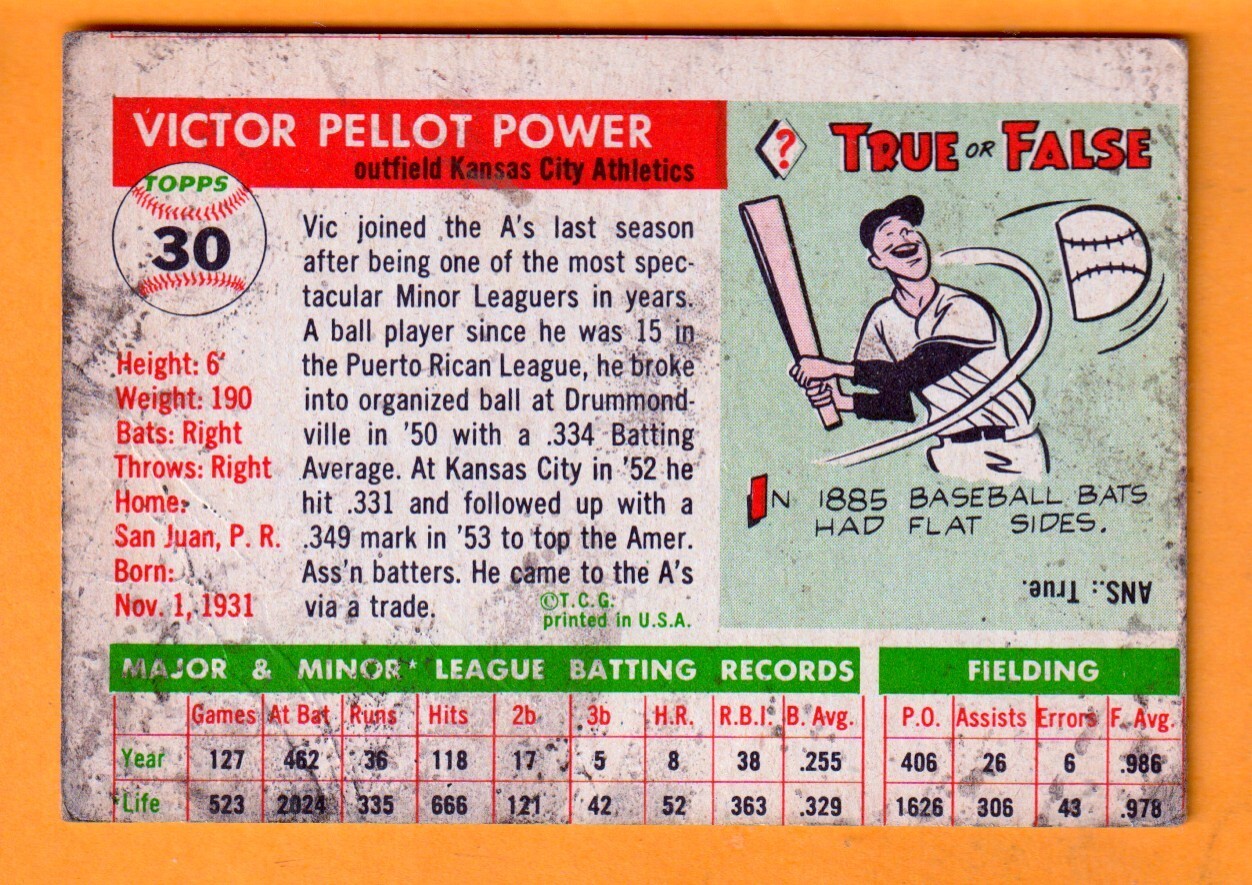 VICTOR PELLOT POWER
outfield Kansas City Athletics
TOPPS
30
Height: 6'
Weight: 190
Bats: Right
Throws: Right
Home:
San Juan, P. R.
Born:
Nov. 1, 1931
Vic joined the A's last season
after being one of the most spec-
tacular Minor Leaguers in years.
A ball player since he was 15 in
the Puerto Rican League, he broke
into organized ball at Drummond-
ville in '50 with a .334 Batting
Average. At Kansas City in '52 he
hit .331 and followed up with a
.349 mark in '53 to top the Amer.
Ass'n batters. He came to the A's
via a trade.
©T.C.G.
printed in U.S.A.
?
TRUE OR FALSE
IN 1885 BASEBALL BATS
HAD FLAT SIDES.
ANS.: True.
MAJOR & MINOR* LEAGUE BATTING RECORDS
FIELDING
Games At Bat Runs Hits 2b 3b H.R. R.B.I. B. Avg. P.O. Assists Errors F. Avg.
Year 127 462 36 118 17 5 8 38 .255 406 26 6 .986
Life 523 2024 335 666 121 42 52 363 .329 1626 306 43 .978